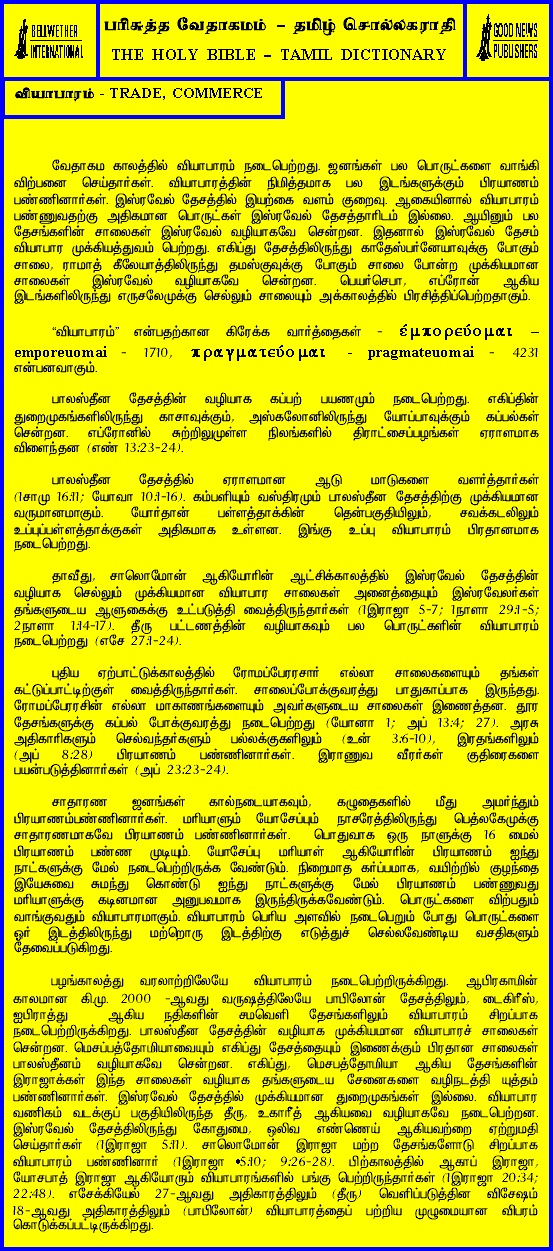 BELLWETHER
INTERNATIONAL
பரிசுத்த வேதாகமம் - தமிழ் சொல்லகராதி
THE HOLY BIBLE - TAMIL DICTIONARY
GOOD NEWS
PUBLISHERS
வியாபாரம் - TRADE, COMMERCE
வேதாகம காலத்தில் வியாபாரம் நடைபெற்றது. ஜனங்கள் பல பொருட்களை வாங்கி
விற்பனை செய்தார்கள். வியாபாரத்தின் நிமித்தமாக பல இடங்களுக்கும் பிரயாணம்
பண்ணினார்கள். இஸ்ரவேல் தேசத்தில் இயற்கை வளம் குறைவு. ஆகையினால் வியாபாரம்
பண்ணுவதற்கு அதிகமான பொருட்கள் இஸ்ரவேல் தேசத்தாரிடம் இல்லை. ஆயினும் பல
தேசங்களின் சாலைகள் இஸ்ரவேல் வழியாகவே சென்றன. இதனால் இஸ்ரவேல் தேசம்
வியாபார முக்கியத்துவம் பெற்றது. எகிப்து தேசத்திலிருந்து காதேஸ்பர்னேயாவுக்கு போகும்
சாலை, ராமாத் கீலேயாத்திலிருந்து தமஸ்குவுக்கு போகும் சாலை போன்ற முக்கியமான
சாலைகள் இஸ்ரவேல் வழியாகவே சென்றன. பெயர்செபா, எப்ரோன் ஆகிய
இடங்களிலிருந்து எருசலேமுக்கு செல்லும் சாலையும் அக்காலத்தில் பிரசித்திப்பெற்றதாகும்.
"வியாபாரம்" என்பதற்கான கிரேக்க வார்த்தைகள் - ἐμπορεύομαι –
emporeuomai - 1710, πραγματεύομαι - pragmateuomai - 4231
என்பனவாகும்.
பாலஸ்தீன தேசத்தின் வழியாக கப்பற் பயணமும் நடைபெற்றது. எகிப்தின்
துறைமுகங்களிலிருந்து காசாவுக்கும், அஸ்கலோனிலிருந்து யோப்பாவுக்கும் கப்பல்கள்
சென்றன. எப்ரோனில் சுற்றிலுமுள்ள நிலங்களில் திராட்சைப்பழங்கள் ஏராளமாக
விளைந்தன (எண் 13:23-24).
பாலஸ்தீன தேசத்தில் ஏராளமான ஆடு மாடுகளை வளர்த்தார்கள்
(1சாமு 16:11; யோவா 10:1-16). கம்பளியும் வஸ்திரமும் பாலஸ்தீன தேசத்திற்கு முக்கியமான
வருமானமாகும். யோர்தான் பள்ளத்தாக்கின் தென்பகுதியிலும், சவக்கடலிலும்
உப்புப்பள்ளத்தாக்குகள் அதிகமாக உள்ளன. இங்கு உப்பு வியாபாரம் பிரதானமாக
நடைபெற்றது.
தாவீது, சாலொமோன் ஆகியோரின் ஆட்சிக்காலத்தில் இஸ்ரவேல் தேசத்தின்
வழியாக செல்லும் முக்கியமான வியாபார சாலைகள் அனைத்தையும் இஸ்ரவேலர்கள்
தங்களுடைய ஆளுகைக்கு உட்படுத்தி வைத்திருந்தார்கள் (1இராஜா 5-7; 1நாளா 29:1-5;
2நாளா 1:14-17). தீரு பட்டணத்தின் வழியாகவும் பல பொருட்களின் வியாபாரம்
நடைபெற்றது (எசே 27:1-24).
புதிய ஏற்பாட்டுக்காலத்தில் ரோமப்பேரரசார் எல்லா சாலைகளையும் தங்கள்
கட்டுப்பாட்டிற்குள் வைத்திருந்தார்கள். சாலைப்போக்குவரத்து பாதுகாப்பாக இருந்தது.
ரோமப்பேரரசின் எல்லா மாகாணங்களையும் அவர்களுடைய சாலைகள் இணைத்தன. தூர
தேசங்களுக்கு கப்பல் போக்குவரத்து நடைபெற்றது (யோனா 1; அப் 13:4; 27). அரசு
அதிகாரிகளும் செல்வந்தர்களும் பல்லக்குகளிலும் (உன் 3:6-10), இரதங்களிலும்
(அப் 8:28) பிரயாணம் பண்ணினார்கள். இராணுவ வீரர்கள் குதிரைகளை
பயன்படுத்தினார்கள் (அப் 23:23-24).
சாதாரண ஜனங்கள் கால்நடையாகவும், கழுதைகளில் மீது அமர்ந்தும்
பிரயாணம்பண்ணினார்கள். மரியாளும் யோசேப்பும் நாசரேத்திலிருந்து பெத்லகேமுக்கு
சாதாரணமாகவே பிரயாணம் பண்ணினார்கள். பொதுவாக ஒரு நாளுக்கு 16 மைல்
பிரயாணம் பண்ண முடியும். யோசேப்பு மரியாள் ஆகியோரின் பிரயாணம் ஐந்து
நாட்களுக்கு மேல் நடைபெற்றிருக்க வேண்டும். நிறைமாத கர்ப்பமாக, வயிற்றில் குழந்தை
இயேசுவை சுமந்து கொண்டு ஐந்து நாட்களுக்கு மேல் பிரயாணம் பண்ணுவது
மரியாளுக்கு கடினமான அனுபவமாக இருந்திருக்கவேண்டும். பொருட்களை விற்பதும்
வாங்குவதும் வியாபாரமாகும். வியாபாரம் பெரிய அளவில் நடைபெறும் போது பொருட்களை
ஓர் இடத்திலிருந்து மற்றொரு இடத்திற்கு எடுத்துச் செல்லவேண்டிய வசதிகளும்
தேவைப்படுகிறது.
பழங்காலத்து வரலாற்றிலேயே வியாபாரம் நடைபெற்றிருக்கிறது. ஆபிரகாமின்
காலமான கி.மு. 2000 -ஆவது வருஷத்திலேயே பாபிலோன் தேசத்திலும், டைகிரீஸ்,
ஐபிராத்து ஆகிய நதிகளின் சமவெளி தேசங்களிலும் வியாபாரம் சிறப்பாக
நடைபெற்றிருக்கிறது. பாலஸ்தீன தேசத்தின் வழியாக முக்கியமான வியாபாரச் சாலைகள்
சென்றன. மெசப்பத்தோமியாவையும் எகிப்து தேசத்தையும் இணைக்கும் பிரதான சாலைகள்
பாலஸ்தீனம் வழியாகவே சென்றன. எகிப்து, மெசபத்தோமியா ஆகிய தேசங்களின்
இராஜாக்கள் இந்த சாலைகள் வழியாக தங்களுடைய சேனைகளை வழிநடத்தி யுத்தம்
பண்ணினார்கள். இஸ்ரவேல் தேசத்தில் முக்கியமான துறைமுகங்கள் இல்லை. வியாபார
வணிகம் வடக்குப் பகுதியிலிருந்த தீரு, உகாரீத் ஆகியவை வழியாகவே நடைபெற்றன.
இஸ்ரவேல் தேசத்திலிருந்து கோதுமை, ஒலிவ எண்ணெய் ஆகியவற்றை ஏற்றுமதி
செய்தார்கள் (1இராஜா 5:11). சாலொமோன் இராஜா மற்ற தேசங்களோடு சிறப்பாக
வியாபாரம் பண்ணினார் (1இராஜா •5:10; 9:26-28). பிற்காலத்தில் ஆகாப் இராஜா,
யோசபாத் இராஜா ஆகியோரும் வியாபாரங்களில் பங்கு பெற்றிருந்தார்கள் (1இராஜா 20:34;
22:48). எசேக்கியேல் 27-ஆவது அதிகாரத்திலும் (தீரு) வெளிப்படுத்தின விசேஷம்
18-ஆவது அதிகாரத்திலும் (பாபிலோன்) வியாபாரத்தைப் பற்றிய முழுமையான விபரம்
கொடுக்கப்பட்டிருக்கிறது.